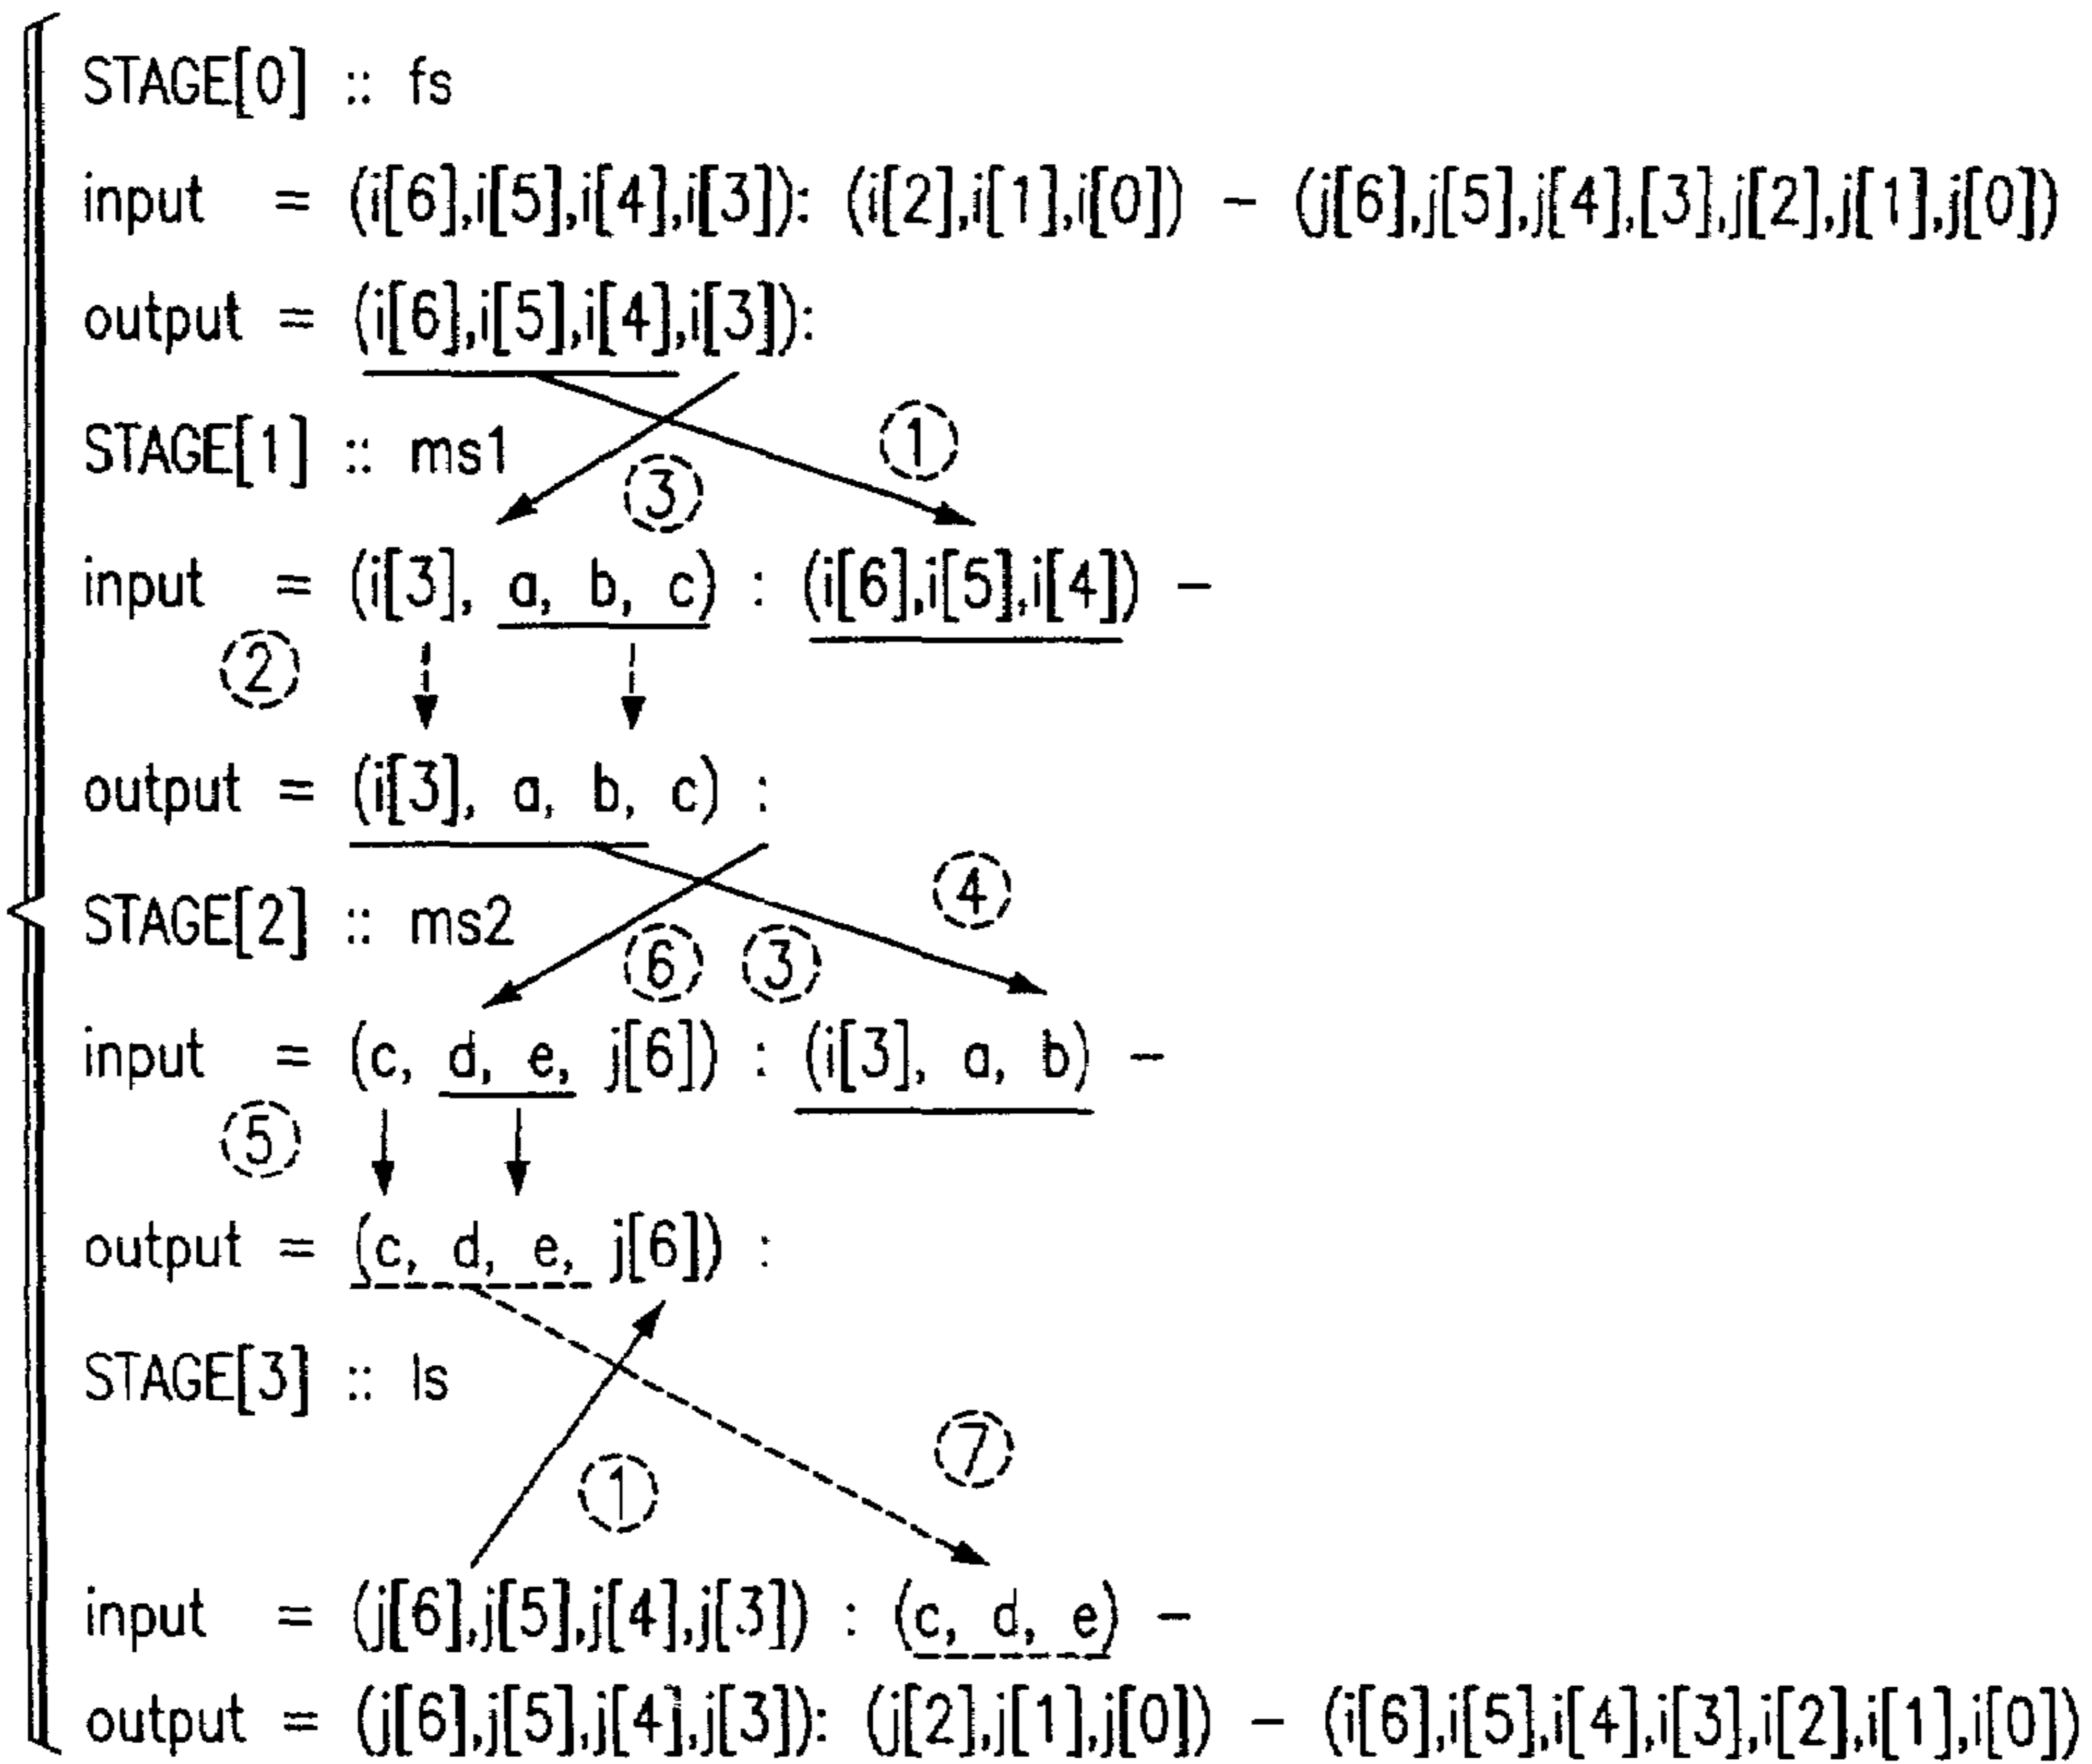 STAGE[0] :: fs
input = (i[6],i[5],i[4],i[3]): (i[2],i[1],i[0]) − (j[6],j[5],j[4],[3],j[2],j[1],j[0])
output = (i[6],i[5],i[4],i[3]):
①
STAGE[1] :: ms1
③
input = (i[3], a, b, c) : (i[6],i[5],i[4]) −
②
output = (i[3], a, b, c) :
④
STAGE[2] :: ms2
⑥ ③
input = (c, d, e, j[6]) : (i[3], a, b) −
⑤
output = (c, d, e, j[6]) :
STAGE[3] :: ls
⑦
①
input = (j[6],j[5],j[4],j[3]) : (c, d, e) −
output = (j[6],j[5],j[4],j[3]): (j[2],j[1],j[0]) − (i[6],i[5],i[4],i[3],i[2],i[1],i[0])